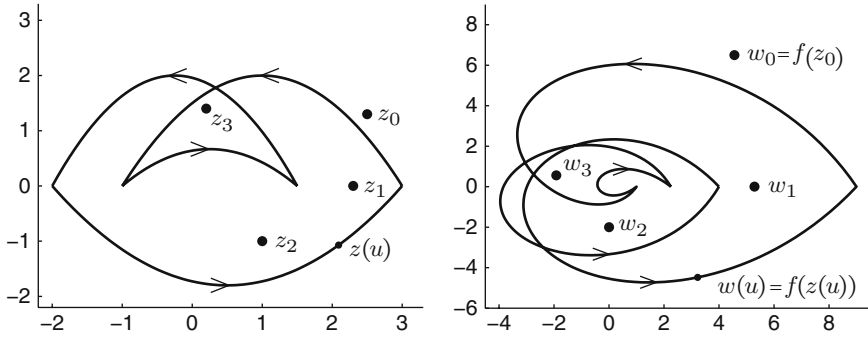 3
2
1
0
−1
−2
−2 −1 0 1 2 3
z₀
z₃
z₁
z₂
z(u)
8
6
4
2
0
−2
−4
−6
−4 −2 0 2 4 6 8
w₀=f(z₀)
w₃
w₁
w₂
w(u)=f(z(u))